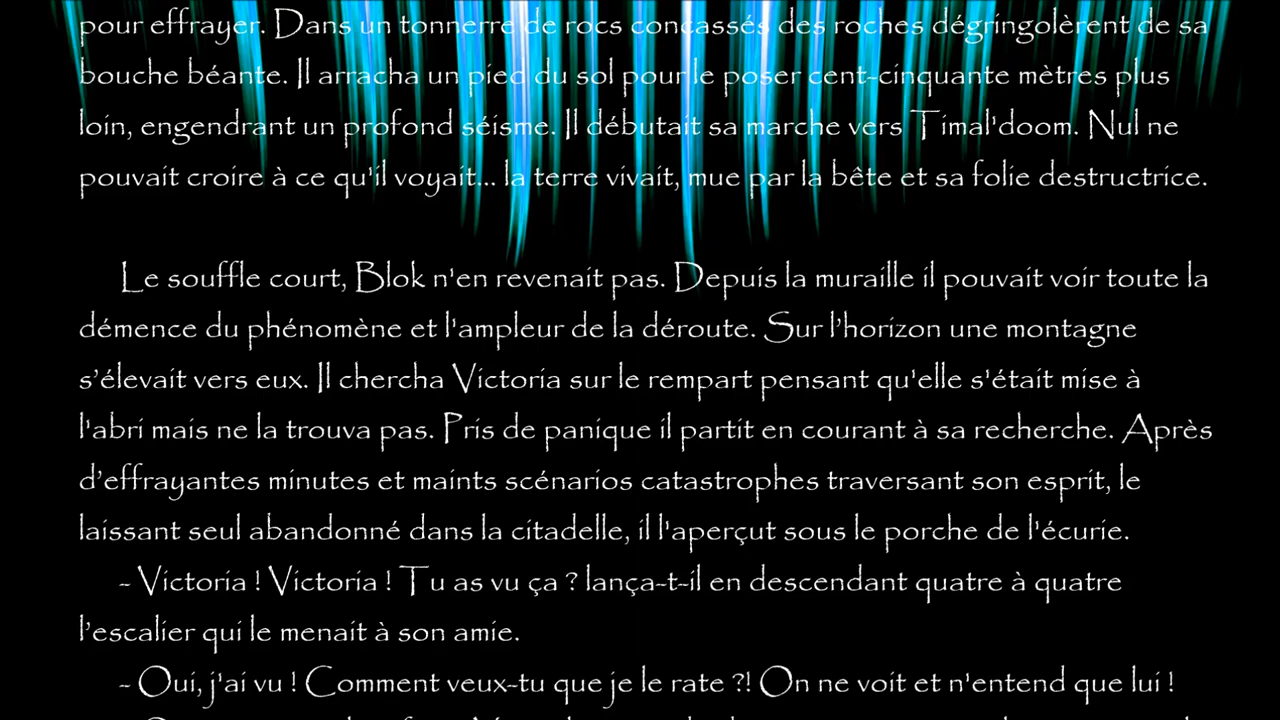 pour effrayer. Dans un tonnerre de rocs concassés des roches dégringolèrent de sa
bouche béante. Il arracha un pied du sol pour le poser cent-cinquante mètres plus
loin, engendrant un profond séisme. Il débutait sa marche vers Timal'doom. Nul ne
pouvait croire à ce qu'il voyait... la terre vivait, mue par la bête et sa folie destructrice.
Le souffle court, Blok n'en revenait pas. Depuis la muraille il pouvait voir toute la
démence du phénomène et l'ampleur de la déroute. Sur l’horizon une montagne
s’élevait vers eux. Il chercha Victoria sur le rempart pensant qu'elle s'était mise à
l'abri mais ne la trouva pas. Pris de panique il partit en courant à sa recherche. Après
d’effrayantes minutes et maints scénarios catastrophes traversant son esprit, le
laissant seul abandonné dans la citadelle, il l'aperçut sous le porche de l'écurie.
- Victoria ! Victoria ! Tu as vu ça ? lança-t-il en descendant quatre à quatre
l’escalier qui le menait à son amie.
- Oui, j'ai vu ! Comment veux-tu que je le rate ?! On ne voit et n'entend que lui !